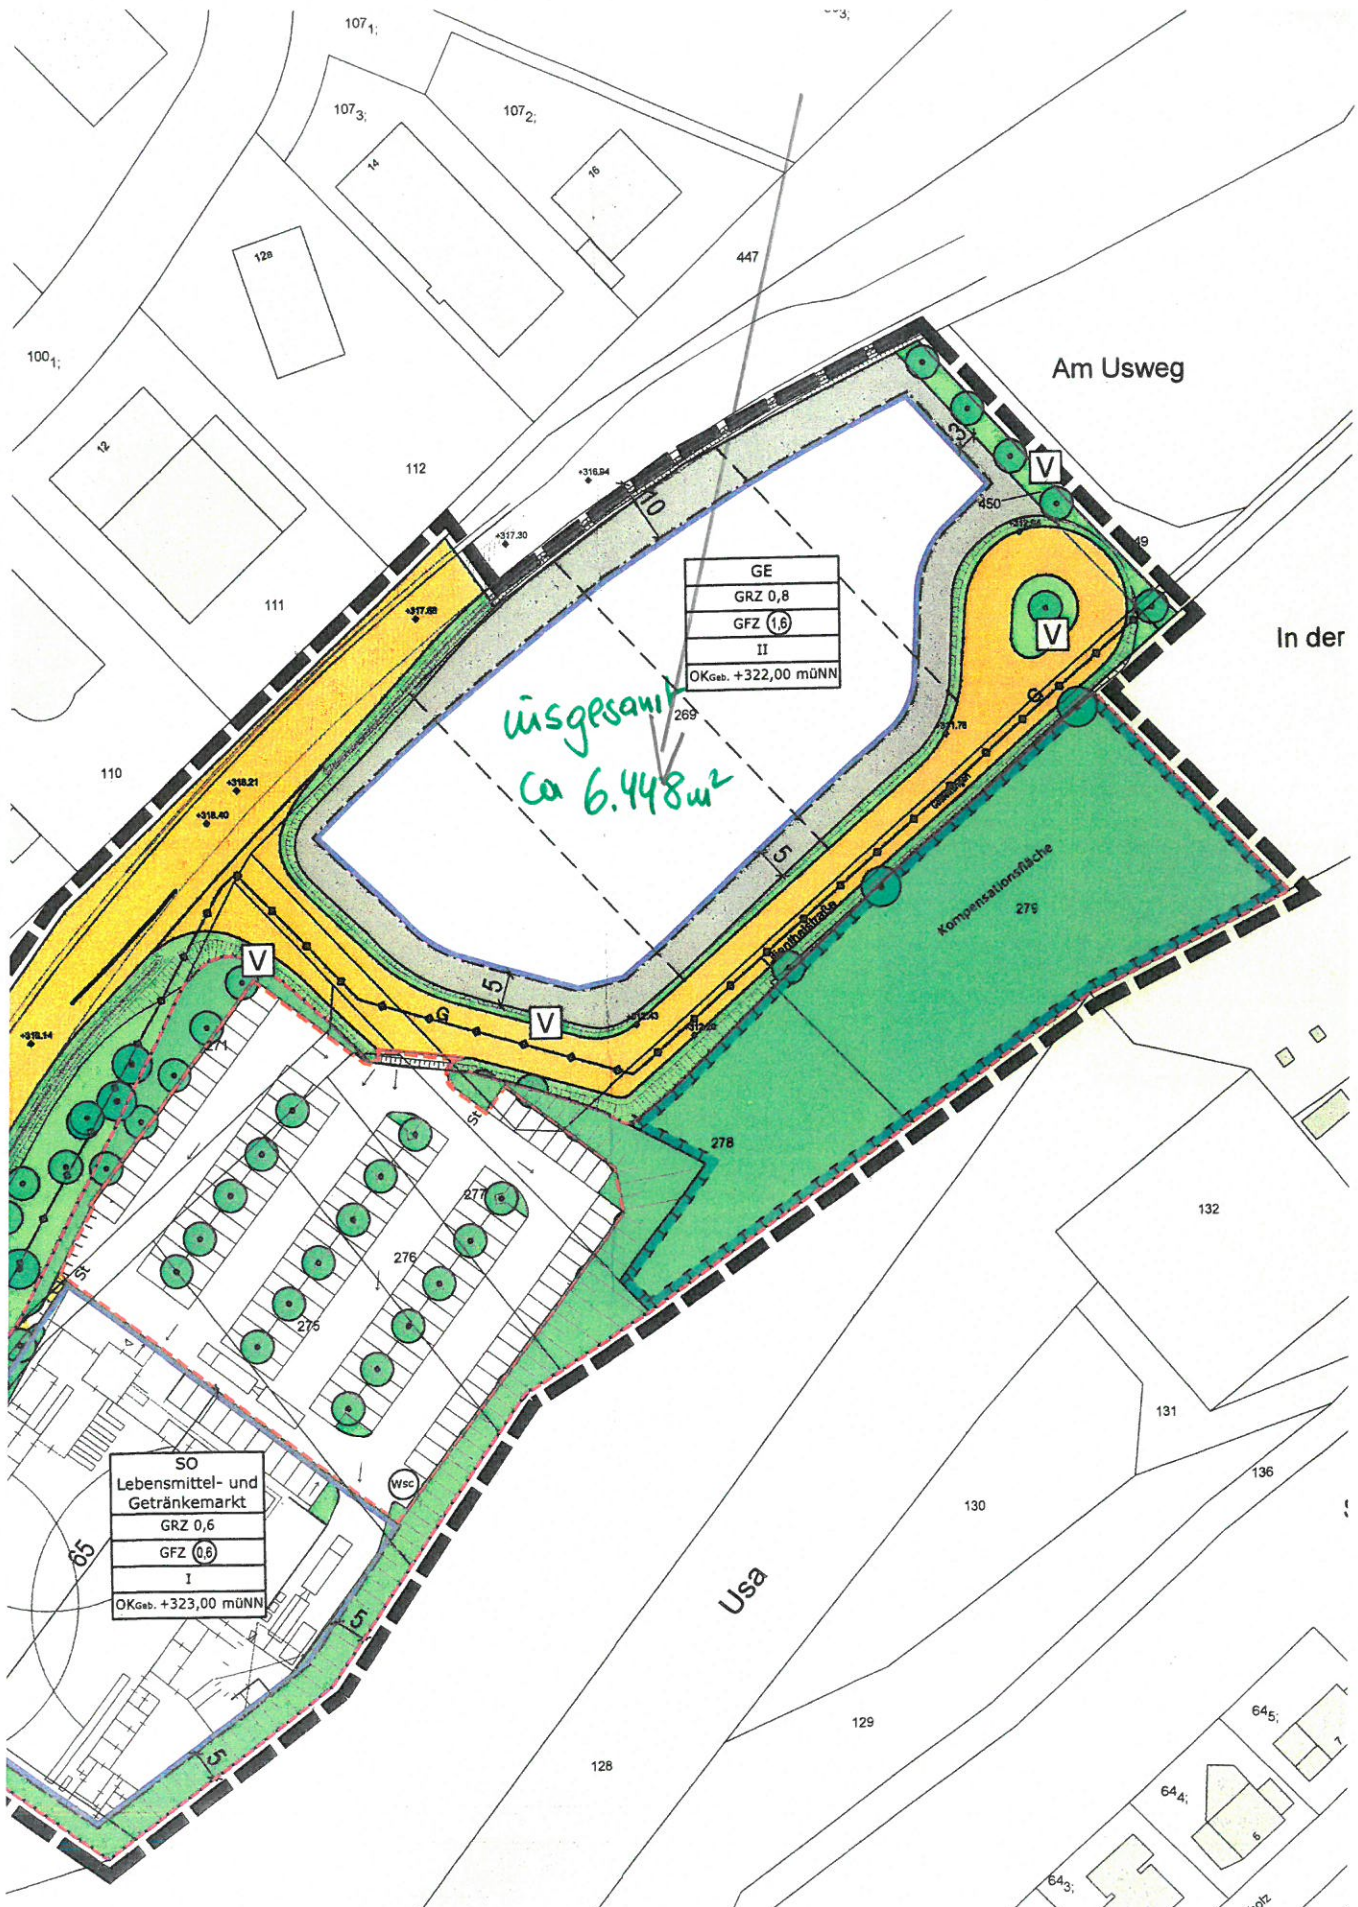 107₁;
107₃;
107₂;
14
16
12a
447
100₁;
Am Usweg
12
112
+316.94
10
3
V
450
+317.30
49
GE
GRZ 0,8
GFZ 1,6
II
OKGeb. +322,00 müNN
111
+317.68
V
In der
insgesamt
269
ca 6.448m²
G
110
+318.21
+318.40
5
Kompensationsfläche
279
V
5
G
V
+312.43
+318.14
271
St
278
277
132
276
St
275
131
136
SO
Lebensmittel- und
Getränkemarkt
GRZ 0,6
GFZ 0,6
I
OKGeb. +323,00 müNN
Wsc
130
65
Usa
5
129
64₅;
7
5
128
64₄;
6
64₃;